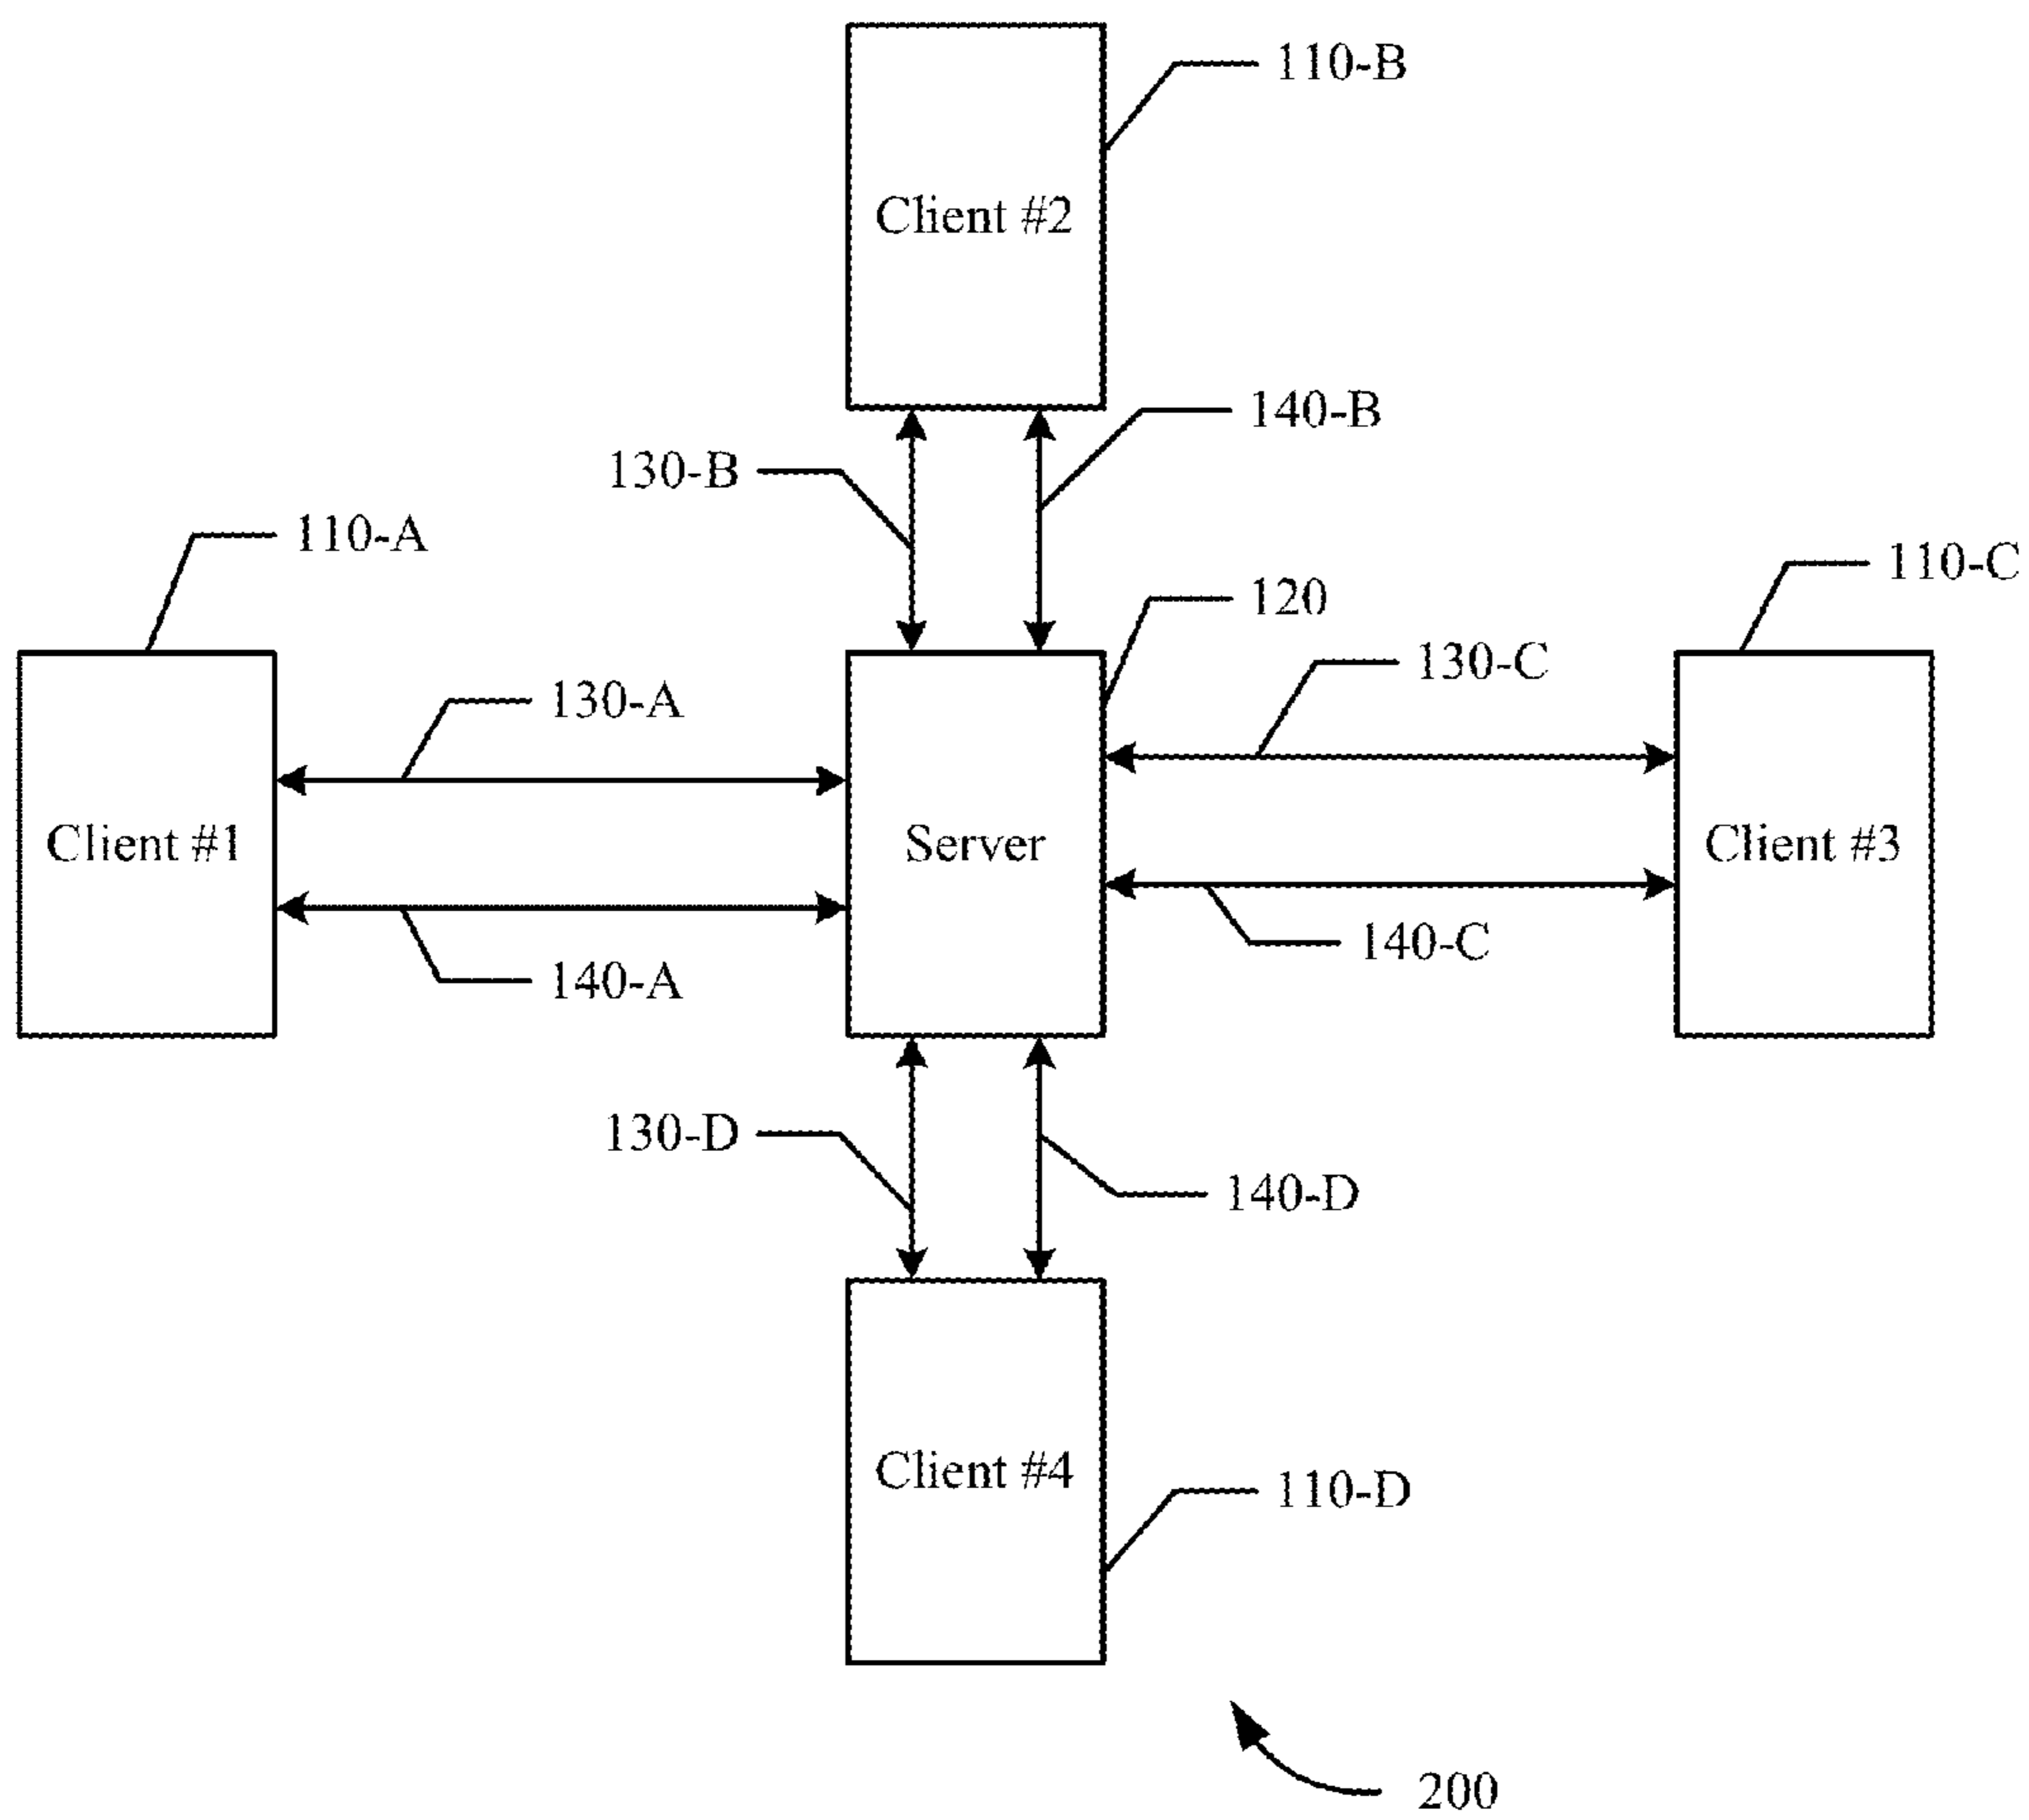 110-B
Client #2
140-B
130-B
110-A
110-C
120
130-C
130-A
Client #1
Server
Client #3
140-C
140-A
130-D
140-D
Client #4
110-D
200